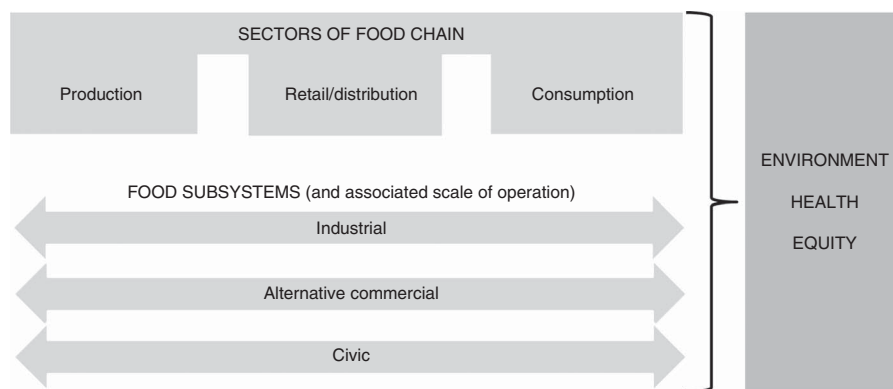 SECTORS OF FOOD CHAIN
Production
Retail/distribution
Consumption
FOOD SUBSYSTEMS (and associated scale of operation)
Industrial
Alternative commercial
Civic
ENVIRONMENT
HEALTH
EQUITY